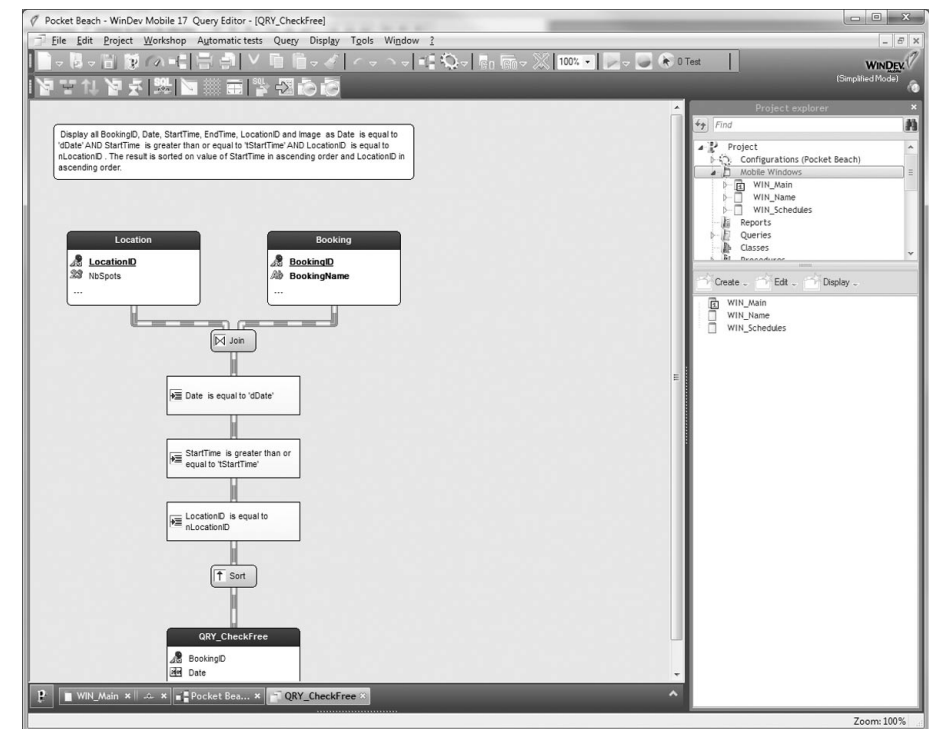 Pocket Beach - WinDev Mobile 17 Query Editor - [QRY_CheckFree]
File Edit Project Workshop Automatic tests Query Display Tools Window ?
100% 0 Test
WINDEV
(Simplified Mode)
SQL SQL
Project explorer
Find
Project
Configurations (Pocket Beach)
Mobile Windows
WIN_Main
WIN_Name
WIN_Schedules
Reports
Queries
Classes
Procedures
Create Edit Display
WIN_Main
WIN_Name
WIN_Schedules
Display all BookingID, Date, StartTime, EndTime, LocationID and Image as Date is equal to
'dDate' AND StartTime is greater than or equal to 'tStartTime' AND LocationID is equal to
nLocationID . The result is sorted on value of StartTime in ascending order and LocationID in
ascending order.
Location
LocationID
NbSpots
...
Booking
BookingID
BookingName
...
Join
Date is equal to 'dDate'
StartTime is greater than or
equal to 'tStartTime'
LocationID is equal to
nLocationID
Sort
QRY_CheckFree
BookingID
Date
WIN_Main Pocket Bea... QRY_CheckFree
Zoom: 100%